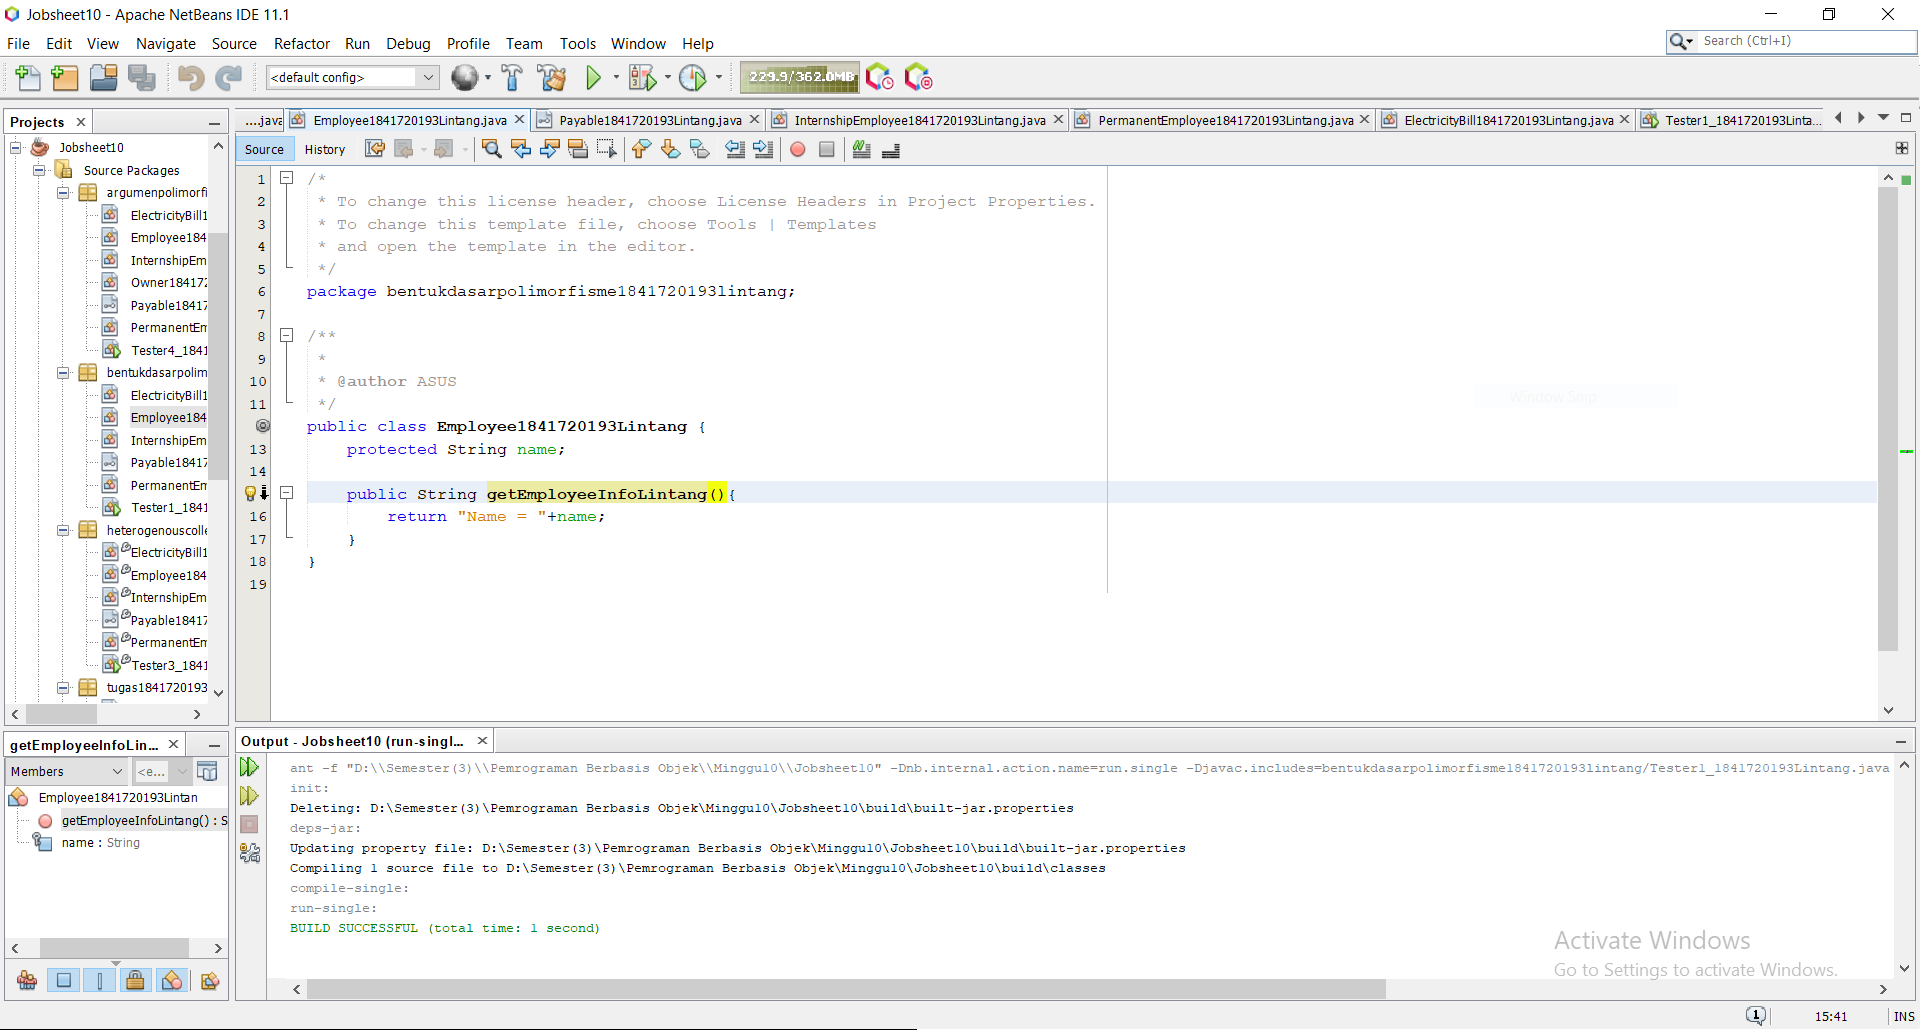 Jobsheet10 - Apache NetBeans IDE 11.1
File Edit View Navigate Source Refactor Run Debug Profile Team Tools Window Help
Search (Ctrl+I)
<default config>
229.9/362.0MB
Projects
Jobsheet10
Source Packages
argumenpolimorfi
ElectricityBill1
Employee184
InternshipEm
Owner18417
Payable18417
PermanentEm
Tester4_1841
bentukdasarpolim
ElectricityBill1
Employee184
InternshipEm
Payable18417
PermanentEm
Tester1_1841
heterogenouscolle
ElectricityBill1
Employee184
InternshipEm
Payable18417
PermanentEm
Tester3_1841
tugas1841720193
....java
Employee1841720193Lintang.java
Payable1841720193Lintang.java
InternshipEmployee1841720193Lintang.java
PermanentEmployee1841720193Lintang.java
ElectricityBill1841720193Lintang.java
Tester1_1841720193Linta...
Source History
1 /*
2 * To change this license header, choose License Headers in Project Properties.
3 * To change this template file, choose Tools | Templates
4 * and open the template in the editor.
5 */
6 package bentukdasarpolimorfisme1841720193lintang;
7
8 /**
9 *
10 * @author ASUS
11 */
public class Employee1841720193Lintang {
13 protected String name;
14
public String getEmployeeInfoLintang(){
16 return "Name = "+name;
17 }
18 }
19
Window Snip
getEmployeeInfoLin...
Members <e...
Employee1841720193Lintan
getEmployeeInfoLintang() : S
name : String
Output - Jobsheet10 (run-singl...
ant -f "D:\\Semester(3)\\Pemrograman Berbasis Objek\\Minggu10\\Jobsheet10" -Dnb.internal.action.name=run.single -Djavac.includes=bentukdasarpolimorfisme1841720193lintang/Tester1_1841720193Lintang.java
init:
Deleting: D:\Semester(3)\Pemrograman Berbasis Objek\Minggu10\Jobsheet10\build\built-jar.properties
deps-jar:
Updating property file: D:\Semester(3)\Pemrograman Berbasis Objek\Minggu10\Jobsheet10\build\built-jar.properties
Compiling 1 source file to D:\Semester(3)\Pemrograman Berbasis Objek\Minggu10\Jobsheet10\build\classes
compile-single:
run-single:
BUILD SUCCESSFUL (total time: 1 second)
Activate Windows
Go to Settings to activate Windows.
1
15:41 INS